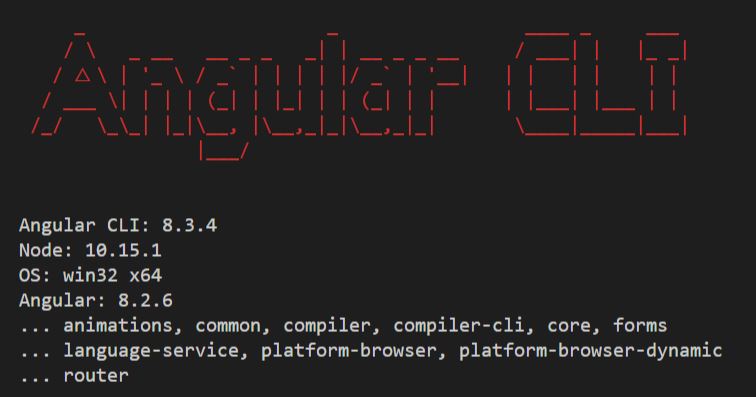 Angular CLI
Angular CLI: 8.3.4
Node: 10.15.1
OS: win32 x64
Angular: 8.2.6
... animations, common, compiler, compiler-cli, core, forms
... language-service, platform-browser, platform-browser-dynamic
... router